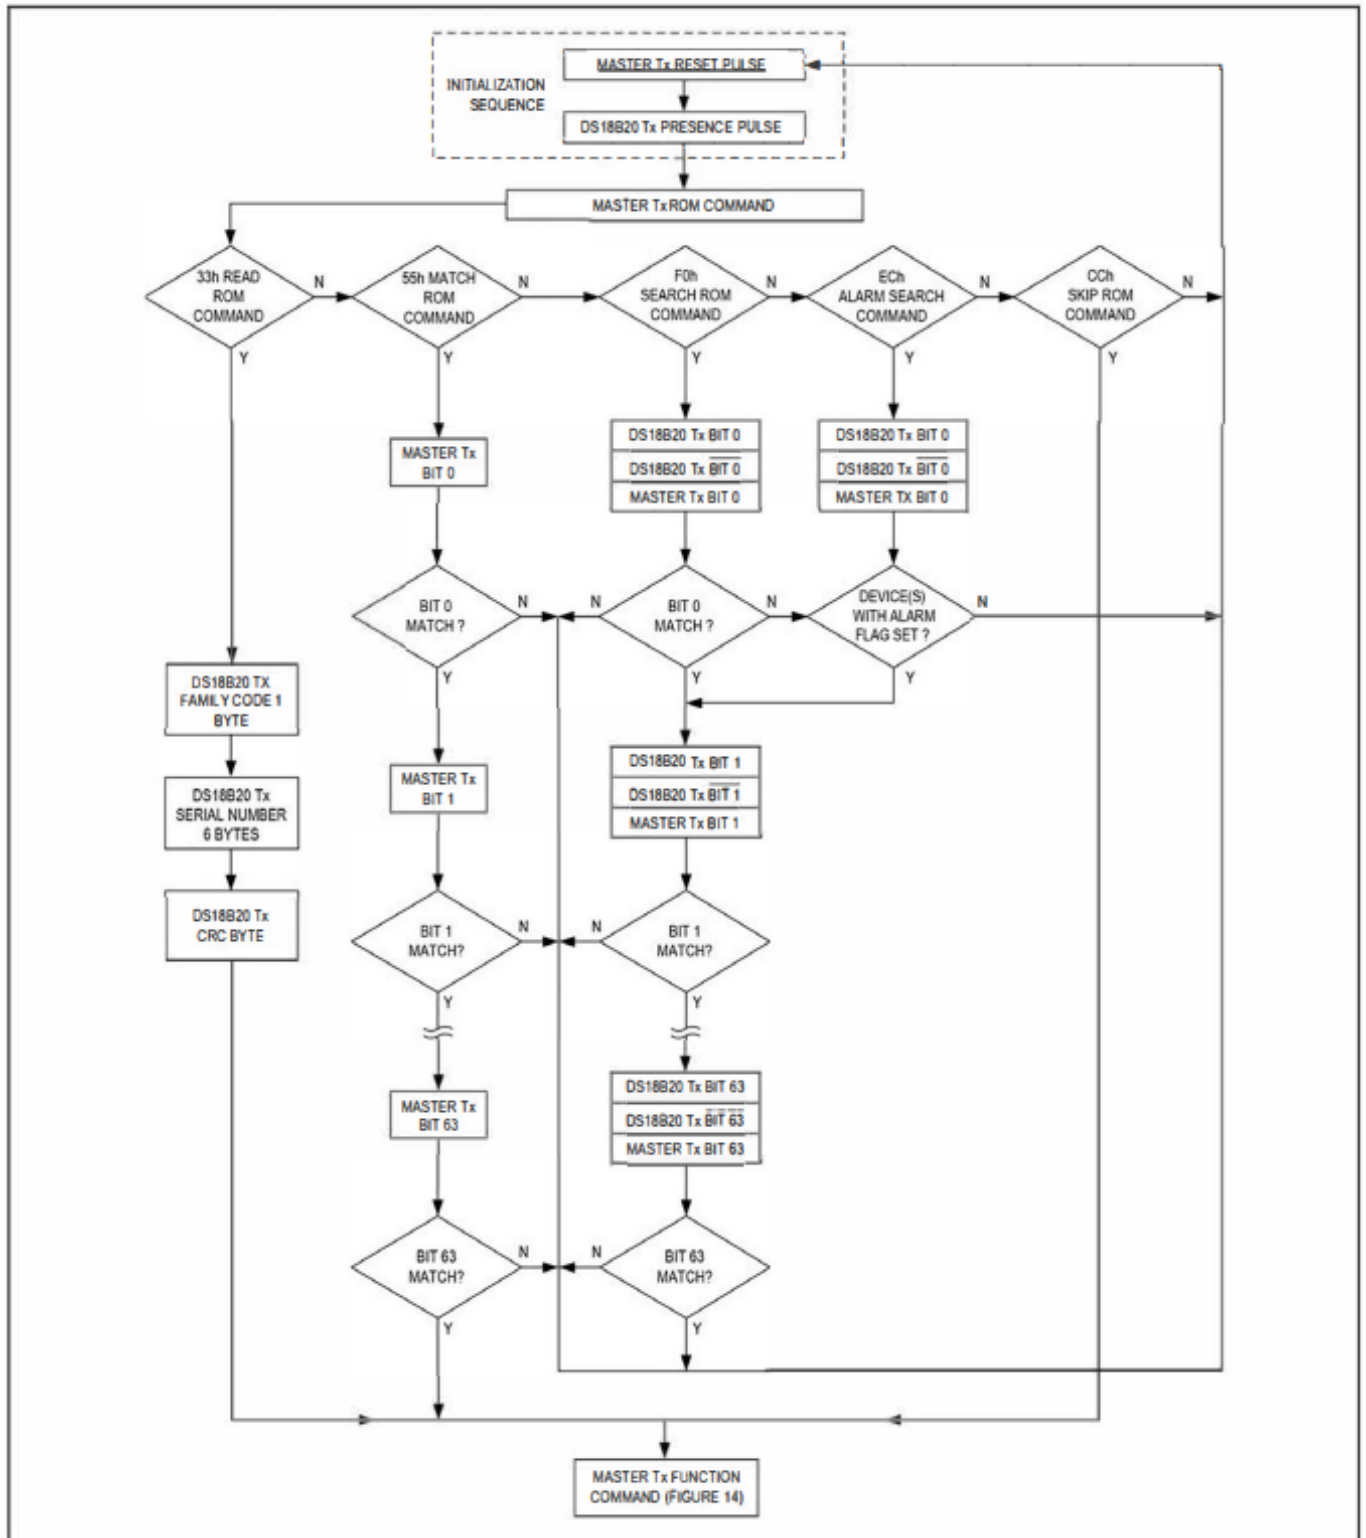 MASTER Tx RESET PULSE
INITIALIZATION
SEQUENCE
DS18B20 Tx PRESENCE PULSE
MASTER Tx ROM COMMAND
33h READ
ROM
COMMAND
N
Y
55h MATCH
ROM
COMMAND
N
Y
F0h
SEARCH ROM
COMMAND
N
Y
ECh
ALARM SEARCH
COMMAND
N
Y
CCh
SKIP ROM
COMMAND
N
Y
MASTER Tx
BIT 0
DS18B20 Tx BIT 0
DS18B20 Tx BIT 0
MASTER Tx BIT 0
DS18B20 Tx BIT 0
DS18B20 Tx BIT 0
MASTER TX BIT 0
BIT 0
MATCH ?
N
Y
N
BIT 0
MATCH ?
N
Y
DEVICE(S)
WITH ALARM
FLAG SET ?
N
Y
DS18B20 TX
FAMILY CODE 1
BYTE
MASTER Tx
BIT 1
DS18B20 Tx BIT 1
DS18B20 Tx BIT 1
MASTER Tx BIT 1
DS18B20 Tx
SERIAL NUMBER
6 BYTES
DS18B20 Tx
CRC BYTE
BIT 1
MATCH?
N
Y
N
BIT 1
MATCH?
Y
MASTER Tx
BIT 63
DS18B20 Tx BIT 63
DS18B20 Tx BIT 63
MASTER Tx BIT 63
BIT 63
MATCH?
N
Y
N
BIT 63
MATCH?
Y
MASTER Tx FUNCTION
COMMAND (FIGURE 14)